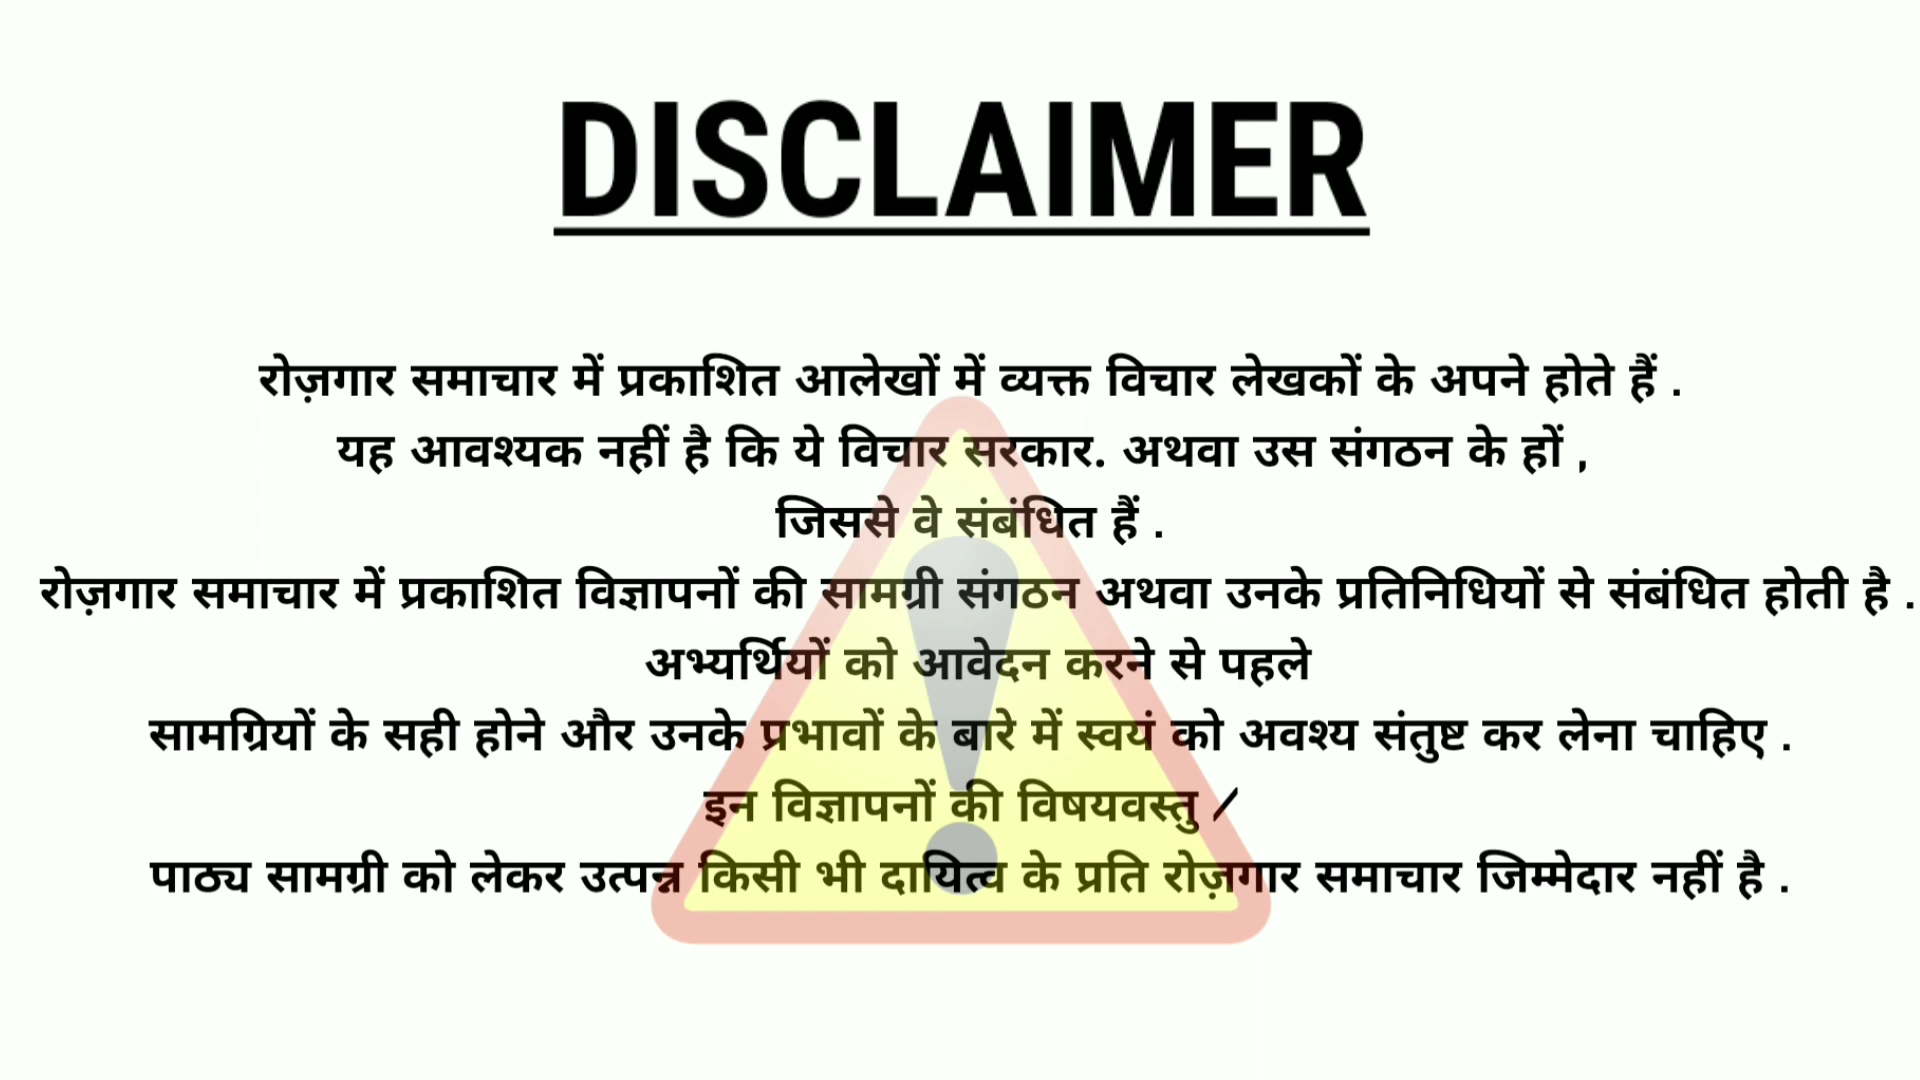 DISCLAIMER
रोज़गार समाचार में प्रकाशित आलेखों में व्यक्त विचार लेखकों के अपने होते हैं .
यह आवश्यक नहीं है कि ये विचार सरकार. अथवा उस संगठन के हों ,
जिससे वे संबंधित हैं .
रोज़गार समाचार में प्रकाशित विज्ञापनों की सामग्री संगठन अथवा उनके प्रतिनिधियों से संबंधित होती है .
अभ्यर्थियों को आवेदन करने से पहले
सामग्रियों के सही होने और उनके प्रभावों के बारे में स्वयं को अवश्य संतुष्ट कर लेना चाहिए .
इन विज्ञापनों की विषयवस्तु /
पाठ्य सामग्री को लेकर उत्पन्न किसी भी दायित्व के प्रति रोज़गार समाचार जिम्मेदार नहीं है .